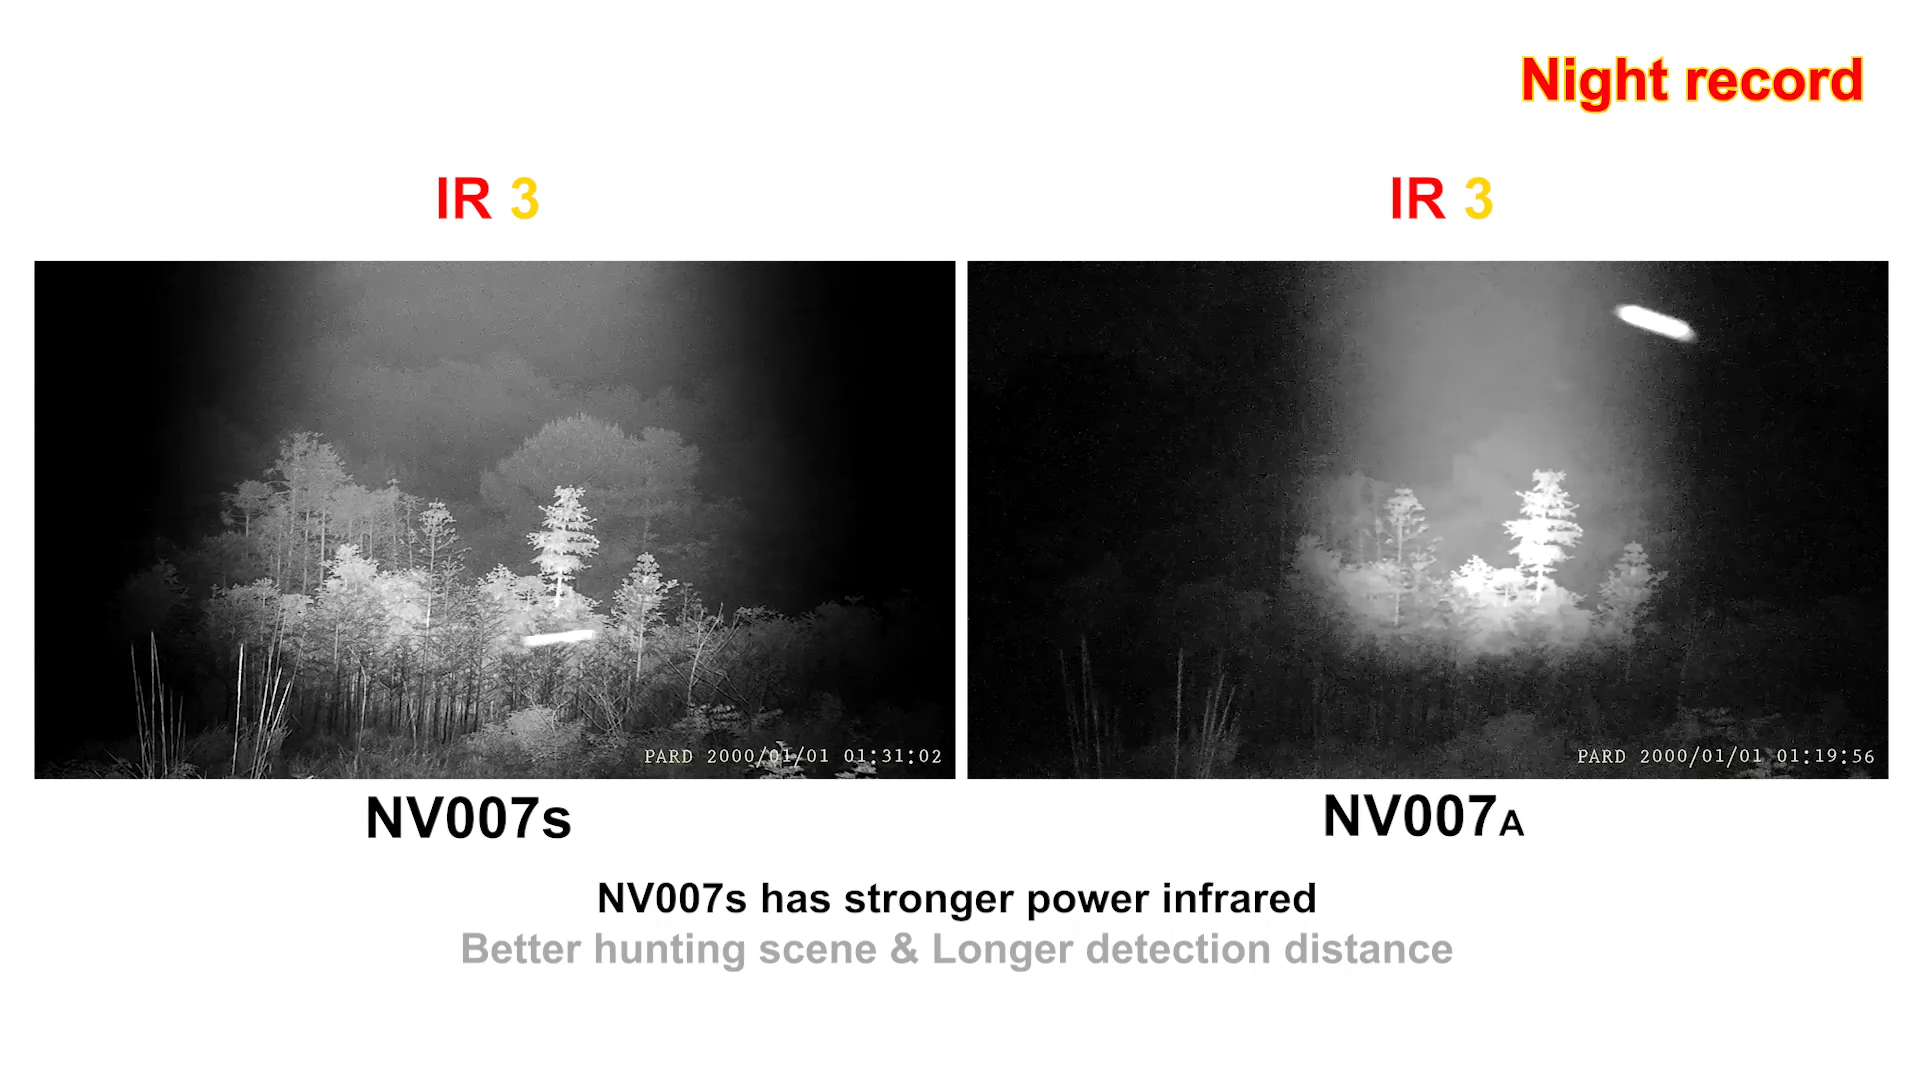 Night record
IR 3
IR 3
PARD 2000/01/01 01:31:02
PARD 2000/01/01 01:19:56
NV007s
NV007A
NV007s has stronger power infrared
Better hunting scene & Longer detection distance